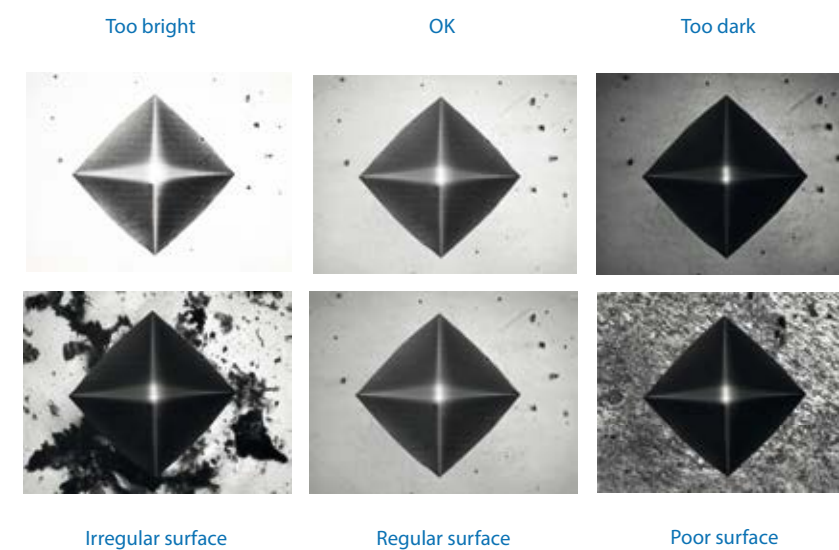 Too bright
OK
Too dark
Irregular surface
Regular surface
Poor surface